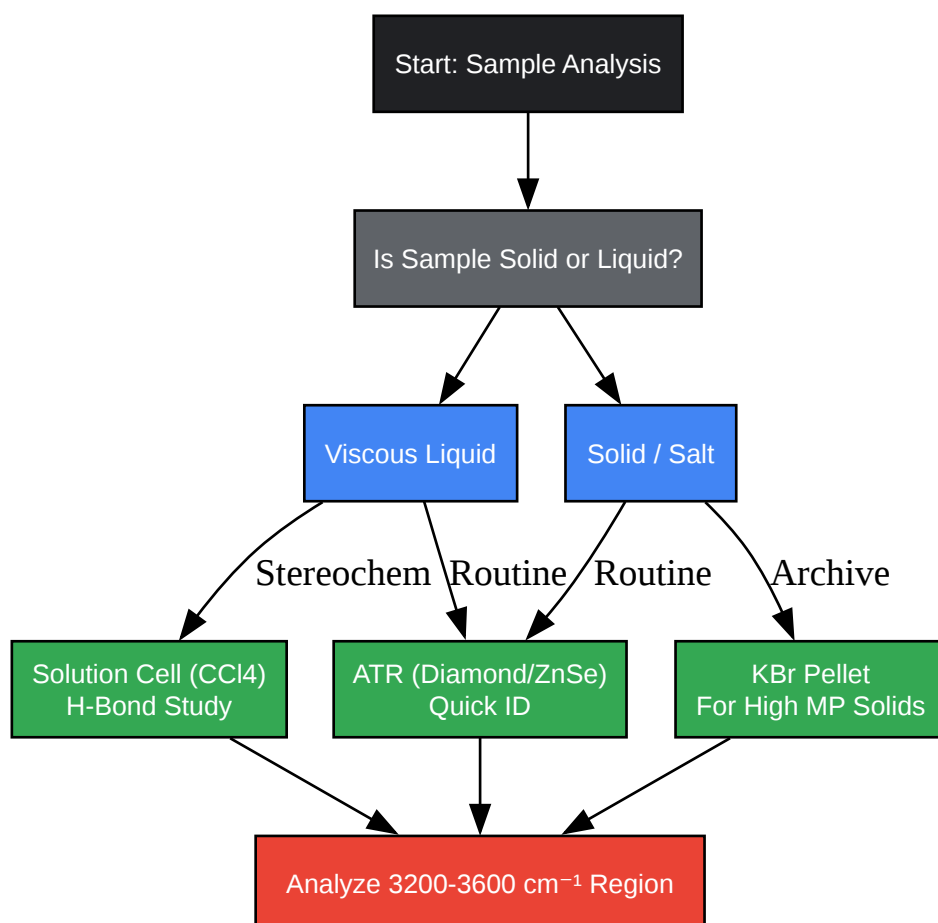 Start: Sample Analysis
Is Sample Solid or Liquid?
Viscous Liquid
Solid / Salt
Stereochem
Routine
Routine
Archive
Solution Cell (CCl4)
H-Bond Study
ATR (Diamond/ZnSe)
Quick ID
KBr Pellet
For High MP Solids
Analyze 3200-3600 cm⁻¹ Region